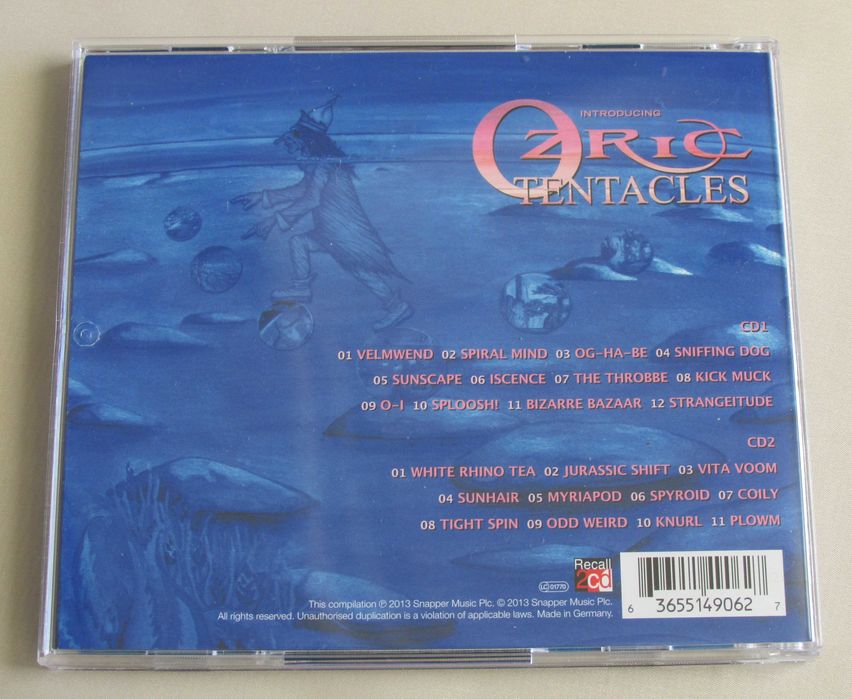 INTRODUCING
OZRIC
TENTACLES
CD1
01 VELMWEND 02 SPIRAL MIND 03 OG-HA-BE 04 SNIFFING DOG
05 SUNSCAPE 06 ISCENCE 07 THE THROBBE 08 KICK MUCK
09 O-I 10 SPLOOSH! 11 BIZARRE BAZAAR 12 STRANGEITUDE
CD2
01 WHITE RHINO TEA 02 JURASSIC SHIFT 03 VITA VOOM
04 SUNHAIR 05 MYRIAPOD 06 SPYROID 07 COILY
08 TIGHT SPIN 09 ODD WEIRD 10 KNURL 11 PLOWM
Recall
2cd
LC 01770
This compilation ℗ 2013 Snapper Music Plc. © 2013 Snapper Music Plc.
All rights reserved. Unauthorised duplication is a violation of applicable laws. Made in Germany.
6 3655149062 7